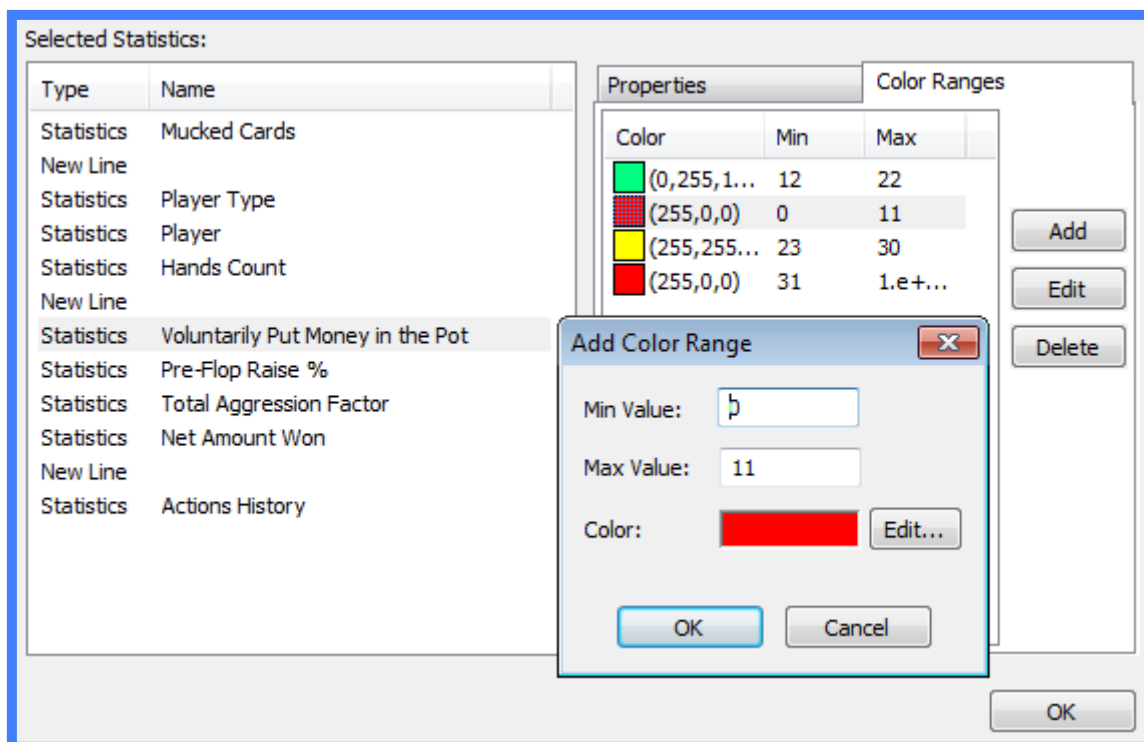 Selected Statistics:
Type Name
Statistics Mucked Cards
New Line
Statistics Player Type
Statistics Player
Statistics Hands Count
New Line
Statistics Voluntarily Put Money in the Pot
Statistics Pre-Flop Raise %
Statistics Total Aggression Factor
Statistics Net Amount Won
New Line
Statistics Actions History
Properties Color Ranges
Color Min Max
(0,255,1... 12 22
(255,0,0) 0 11
(255,255... 23 30
(255,0,0) 31 1.e+...
Add
Edit
Delete
Add Color Range
Min Value: 0
Max Value: 11
Color: Edit...
OK Cancel
OK